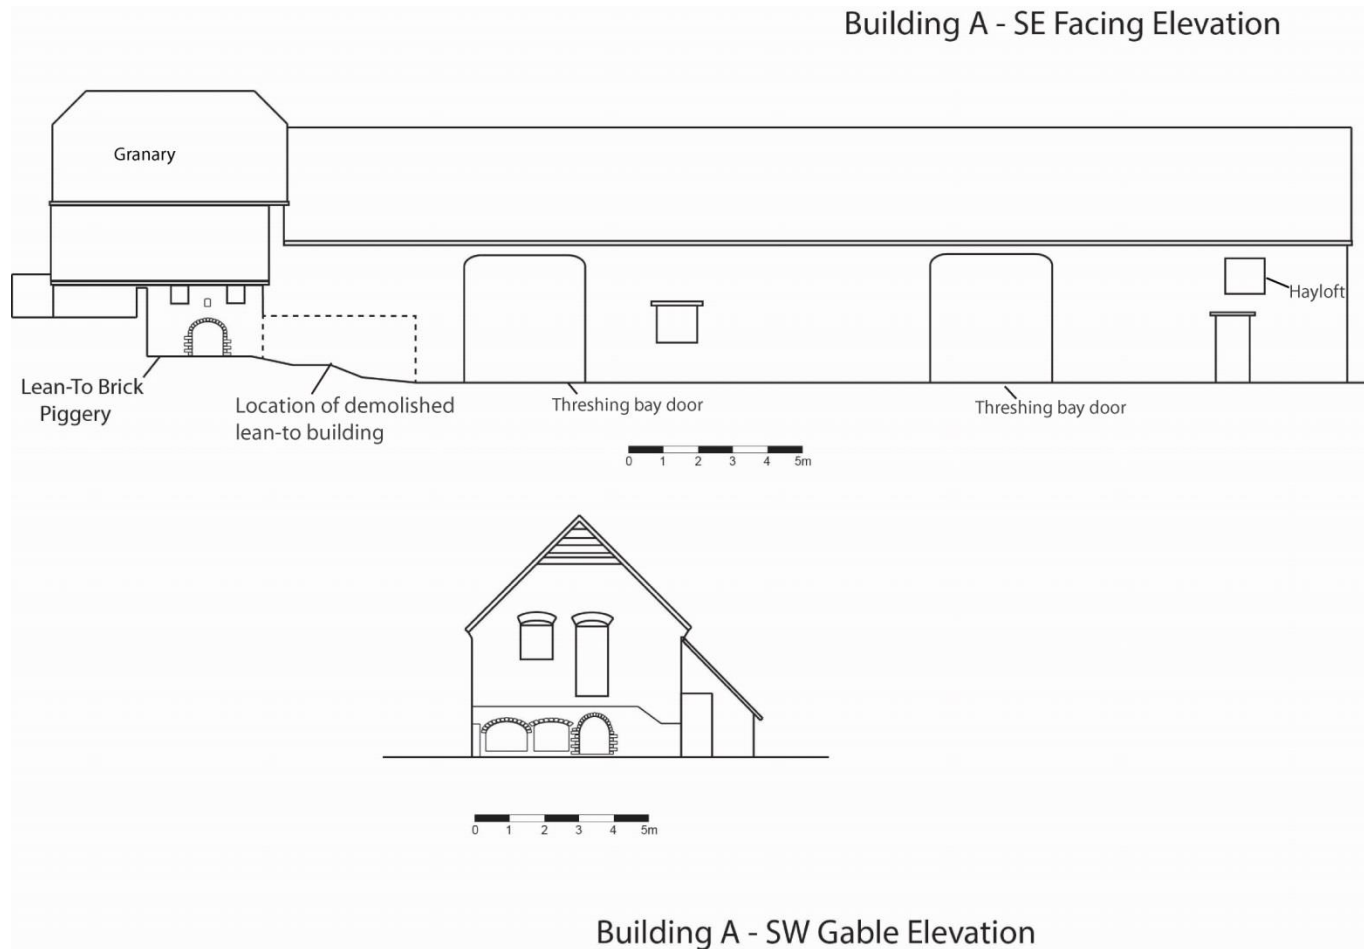 Building A - SE Facing Elevation
Granary
Hayloft
Lean-To Brick
Piggery
Location of demolished
lean-to building
Threshing bay door
Threshing bay door
0 1 2 3 4 5m
0 1 2 3 4 5m
Building A - SW Gable Elevation